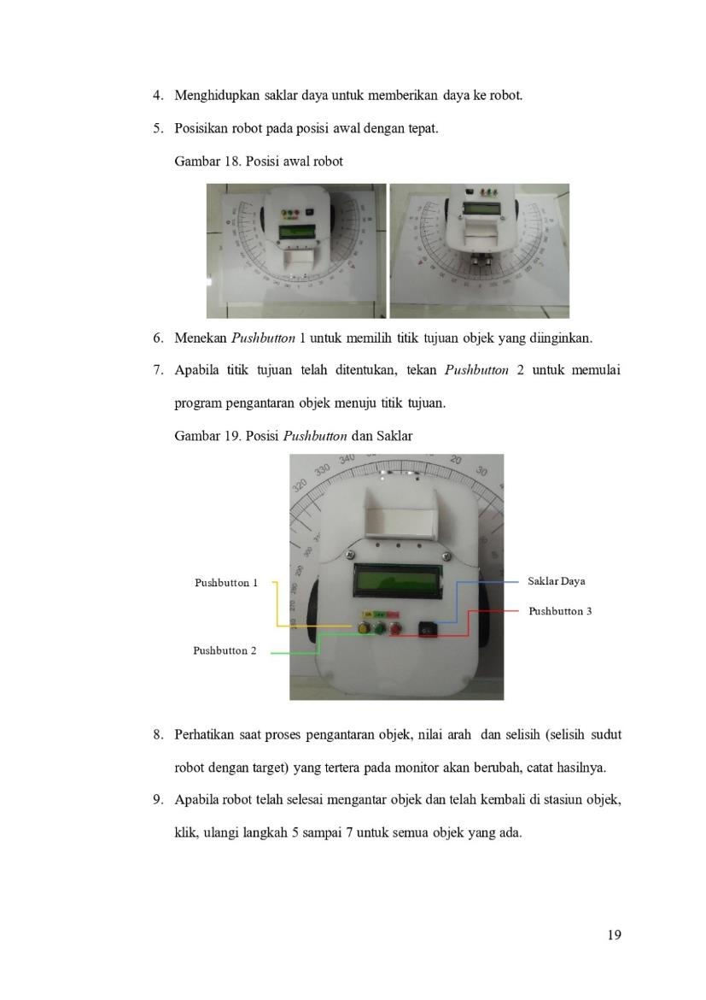 4. Menghidupkan saklar daya untuk memberikan daya ke robot.
5. Posisikan robot pada posisi awal dengan tepat.
Gambar 18. Posisi awal robot
6. Menekan Pushbutton 1 untuk memilih titik tujuan objek yang diinginkan.
7. Apabila titik tujuan telah ditentukan, tekan Pushbutton 2 untuk memulai
program pengantaran objek menuju titik tujuan.
Gambar 19. Posisi Pushbutton dan Saklar
320 330 340 20 30
300
290
280
270
Pushbutton 1
Saklar Daya
Pushbutton 3
Pushbutton 2
8. Perhatikan saat proses pengantaran objek, nilai arah dan selisih (selisih sudut
robot dengan target) yang tertera pada monitor akan berubah, catat hasilnya.
9. Apabila robot telah selesai mengantar objek dan telah kembali di stasiun objek,
klik, ulangi langkah 5 sampai 7 untuk semua objek yang ada.
19